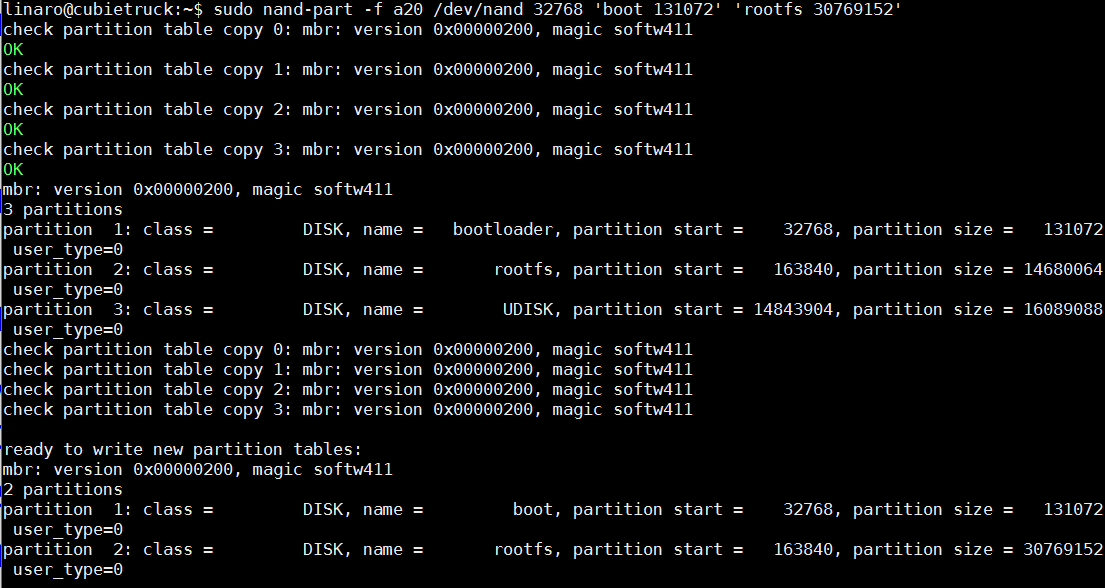 linaro@cubietruck:~$ sudo nand-part -f a20 /dev/nand 32768 'boot 131072' 'rootfs 30769152'
check partition table copy 0: mbr: version 0x00000200, magic softw411
OK
check partition table copy 1: mbr: version 0x00000200, magic softw411
OK
check partition table copy 2: mbr: version 0x00000200, magic softw411
OK
check partition table copy 3: mbr: version 0x00000200, magic softw411
OK
mbr: version 0x00000200, magic softw411
3 partitions
partition  1: class =         DISK, name =   bootloader, partition start =    32768, partition size =   131072
 user_type=0
partition  2: class =         DISK, name =       rootfs, partition start =   163840, partition size = 14680064
 user_type=0
partition  3: class =         DISK, name =        UDISK, partition start = 14843904, partition size = 16089088
 user_type=0
check partition table copy 0: mbr: version 0x00000200, magic softw411
check partition table copy 1: mbr: version 0x00000200, magic softw411
check partition table copy 2: mbr: version 0x00000200, magic softw411
check partition table copy 3: mbr: version 0x00000200, magic softw411

ready to write new partition tables:
mbr: version 0x00000200, magic softw411
2 partitions
partition  1: class =         DISK, name =         boot, partition start =    32768, partition size =   131072
 user_type=0
partition  2: class =         DISK, name =       rootfs, partition start =   163840, partition size = 30769152
 user_type=0